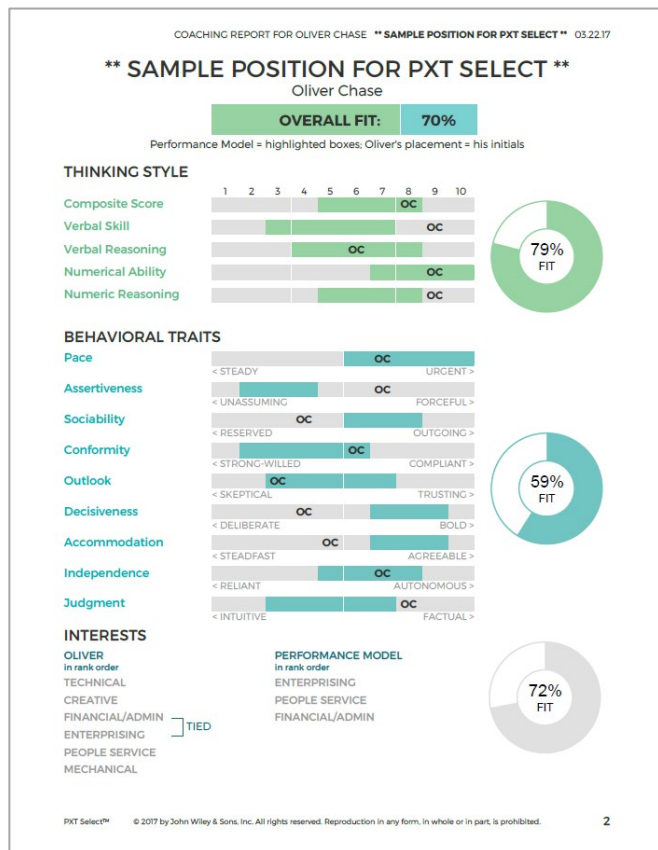 COACHING REPORT FOR OLIVER CHASE ** SAMPLE POSITION FOR PXT SELECT ** 03.22.17
** SAMPLE POSITION FOR PXT SELECT **
Oliver Chase
OVERALL FIT: 70%
Performance Model = highlighted boxes; Oliver's placement = his initials
THINKING STYLE
1 2 3 4 5 6 7 8 9 10
Composite Score OC
Verbal Skill OC
Verbal Reasoning OC
Numerical Ability OC
Numeric Reasoning OC
79%
FIT
BEHAVIORAL TRAITS
Pace OC
< STEADY URGENT >
Assertiveness OC
< UNASSUMING FORCEFUL >
Sociability OC
< RESERVED OUTGOING >
Conformity OC
< STRONG-WILLED COMPLIANT >
Outlook OC
< SKEPTICAL TRUSTING >
Decisiveness OC
< DELIBERATE BOLD >
Accommodation OC
< STEADFAST AGREEABLE >
Independence OC
< RELIANT AUTONOMOUS >
Judgment OC
< INTUITIVE FACTUAL >
59%
FIT
INTERESTS
OLIVER
in rank order
TECHNICAL
CREATIVE
FINANCIAL/ADMIN
ENTERPRISING
TIED
PEOPLE SERVICE
MECHANICAL
PERFORMANCE MODEL
in rank order
ENTERPRISING
PEOPLE SERVICE
FINANCIAL/ADMIN
72%
FIT
PXT Select™ © 2017 by John Wiley & Sons, Inc. All rights reserved. Reproduction in any form, in whole or in part, is prohibited. 2